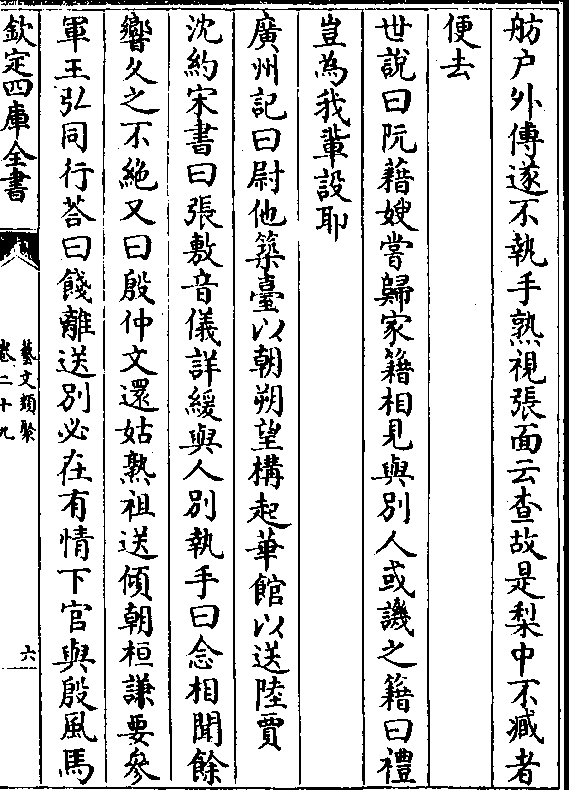 舫户外傅遂不執手熟視張面云查故是梨中不臧者
便去
世說曰阮藉嫂嘗歸家籍相見與別人或譏之籍曰禮
豈為我輩設耶
廣州記曰尉他築臺以朝朔望構起華館以送陸賈
沈約宋書曰張敷音儀詳緩與人別執手曰念相聞餘
響久之不絶又曰殷仲文還姑熟祖送傾朝桓謙要參
軍王弘同行荅曰餞離送別必在有情下官與殷風馬
欽定四庫全書
藝文類聚
卷二十九
六